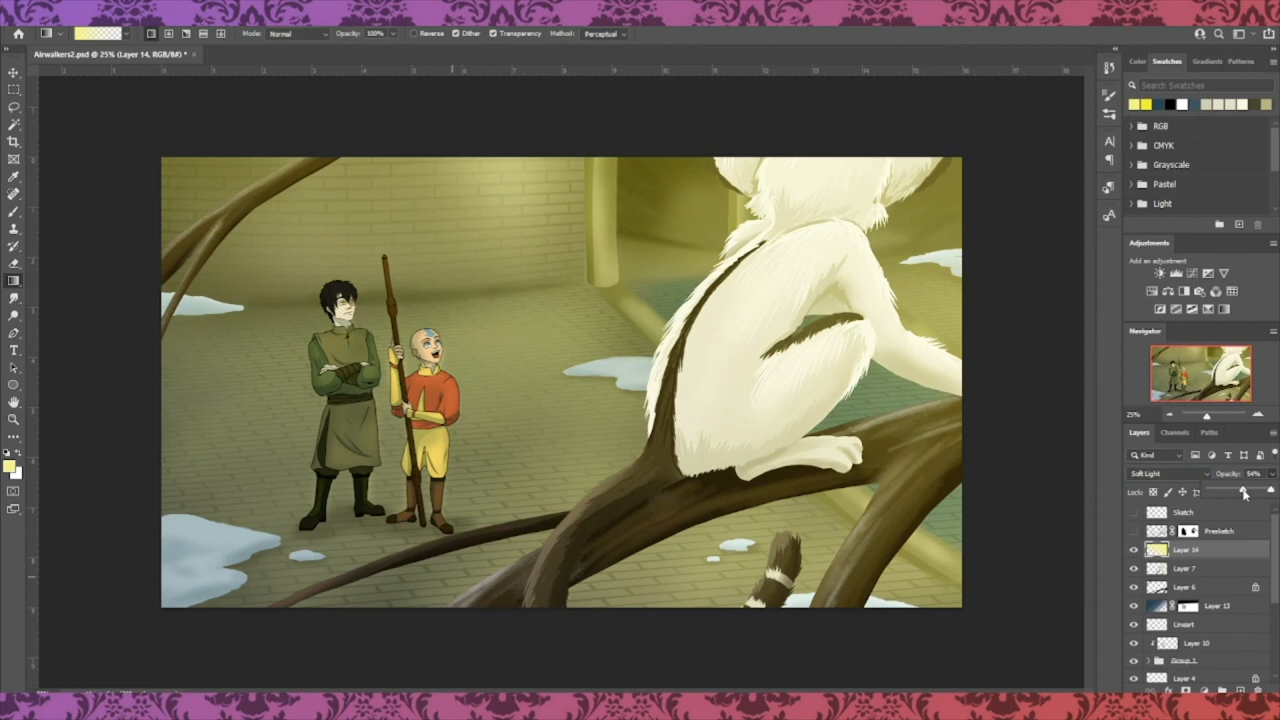 Mode: Normal Opacity: 100% Reverse Dither Transparency Method: Perceptual
Airwalkers2.psd @ 25% (Layer 14, RGB/8#) *
Color Swatches Gradients Patterns
Search Swatches
RGB
CMYK
Grayscale
Pastel
Light
Adjustments
Add an adjustment
Navigator
25%
Layers Channels Paths
Kind
Soft Light Opacity: 54%
Lock:
Sketch
Presketch
Layer 14
Layer 7
Layer 6
Layer 13
Lineart
Layer 10
Group 1
Layer 4